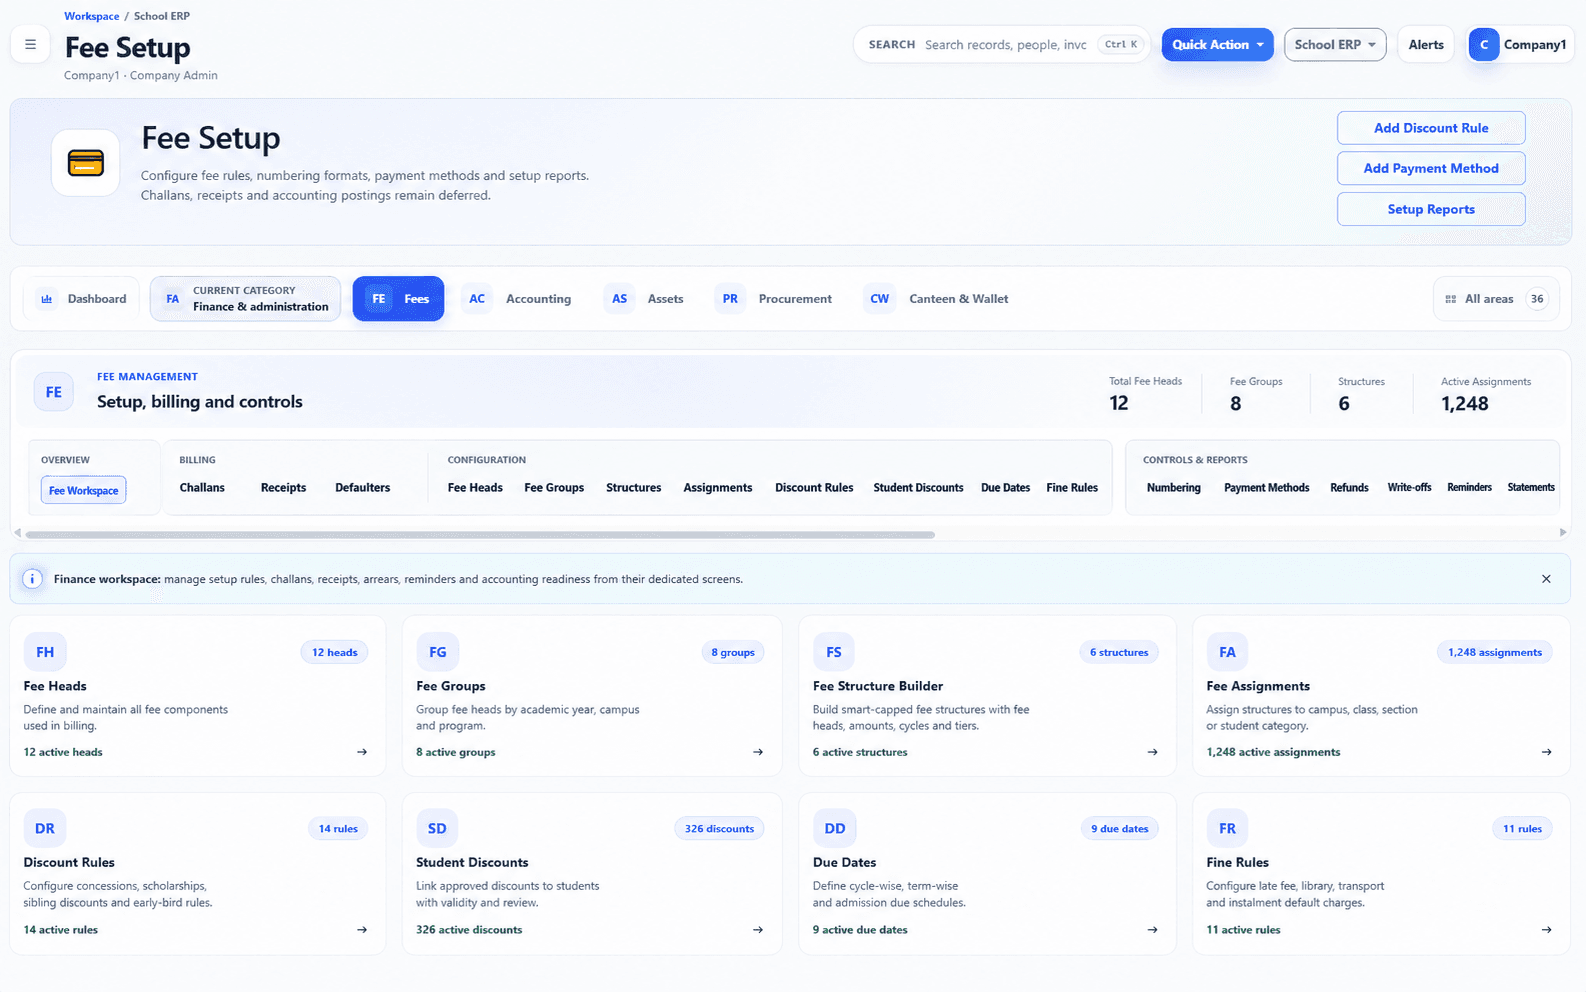 Workspace / School ERP
☰
Fee Setup
Company1 · Company Admin
SEARCH Search records, people, invc Ctrl K
Quick Action
School ERP
Alerts
C Company1
Fee Setup
Configure fee rules, numbering formats, payment methods and setup reports.
Challans, receipts and accounting postings remain deferred.
Add Discount Rule
Add Payment Method
Setup Reports
Dashboard
FA CURRENT CATEGORY
Finance & administration
FE Fees
AC Accounting
AS Assets
PR Procurement
CW Canteen & Wallet
All areas 36
FE
FEE MANAGEMENT
Setup, billing and controls
Total Fee Heads
12
Fee Groups
8
Structures
6
Active Assignments
1,248
OVERVIEW
Fee Workspace
BILLING
Challans Receipts Defaulters
CONFIGURATION
Fee Heads Fee Groups Structures Assignments Discount Rules Student Discounts Due Dates Fine Rules
CONTROLS & REPORTS
Numbering Payment Methods Refunds Write-offs Reminders Statements
i Finance workspace: manage setup rules, challans, receipts, arrears, reminders and accounting readiness from their dedicated screens. ×
FH 12 heads
Fee Heads
Define and maintain all fee components
used in billing.
12 active heads →
FG 8 groups
Fee Groups
Group fee heads by academic year, campus
and program.
8 active groups →
FS 6 structures
Fee Structure Builder
Build smart-capped fee structures with fee
heads, amounts, cycles and tiers.
6 active structures →
FA 1,248 assignments
Fee Assignments
Assign structures to campus, class, section
or student category.
1,248 active assignments →
DR 14 rules
Discount Rules
Configure concessions, scholarships,
sibling discounts and early-bird rules.
14 active rules →
SD 326 discounts
Student Discounts
Link approved discounts to students
with validity and review.
326 active discounts →
DD 9 due dates
Due Dates
Define cycle-wise, term-wise
and admission due schedules.
9 active due dates →
FR 11 rules
Fine Rules
Configure late fee, library, transport
and instalment default charges.
11 active rules →